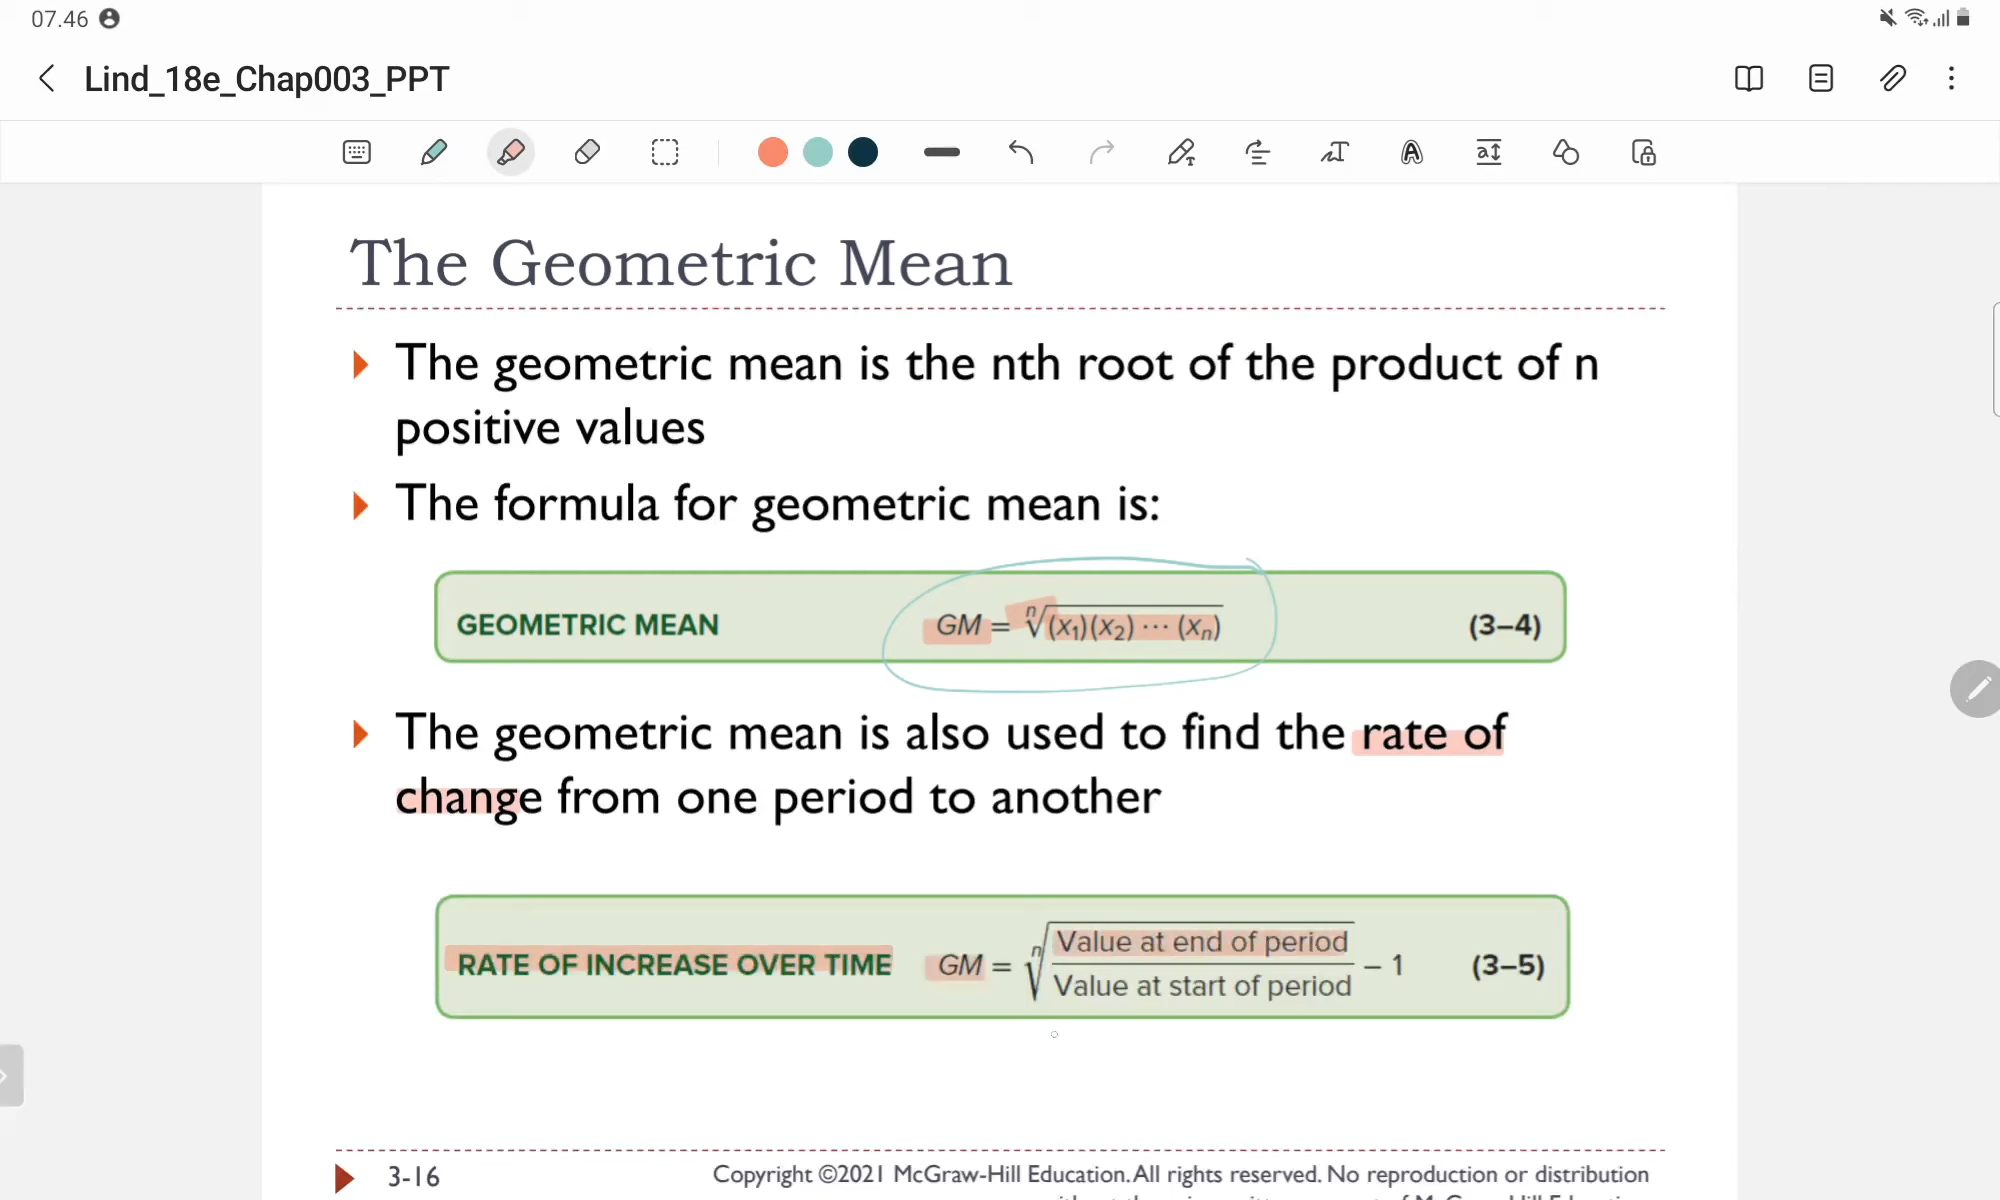 07.46
Lind_18e_Chap003_PPT
The Geometric Mean
The geometric mean is the nth root of the product of n
positive values
The formula for geometric mean is:
GEOMETRIC MEAN GM = ⁿ√(x₁)(x₂) ··· (xₙ) (3–4)
The geometric mean is also used to find the rate of
change from one period to another
RATE OF INCREASE OVER TIME GM = ⁿ√(Value at end of period / Value at start of period) – 1 (3–5)
3-16
Copyright ©2021 McGraw-Hill Education. All rights reserved. No reproduction or distribution